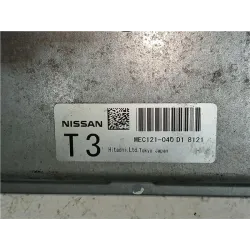 NISSAN
T3
MEC121-040 D1 8121
Hitachi,Ltd.Tokyo Japan